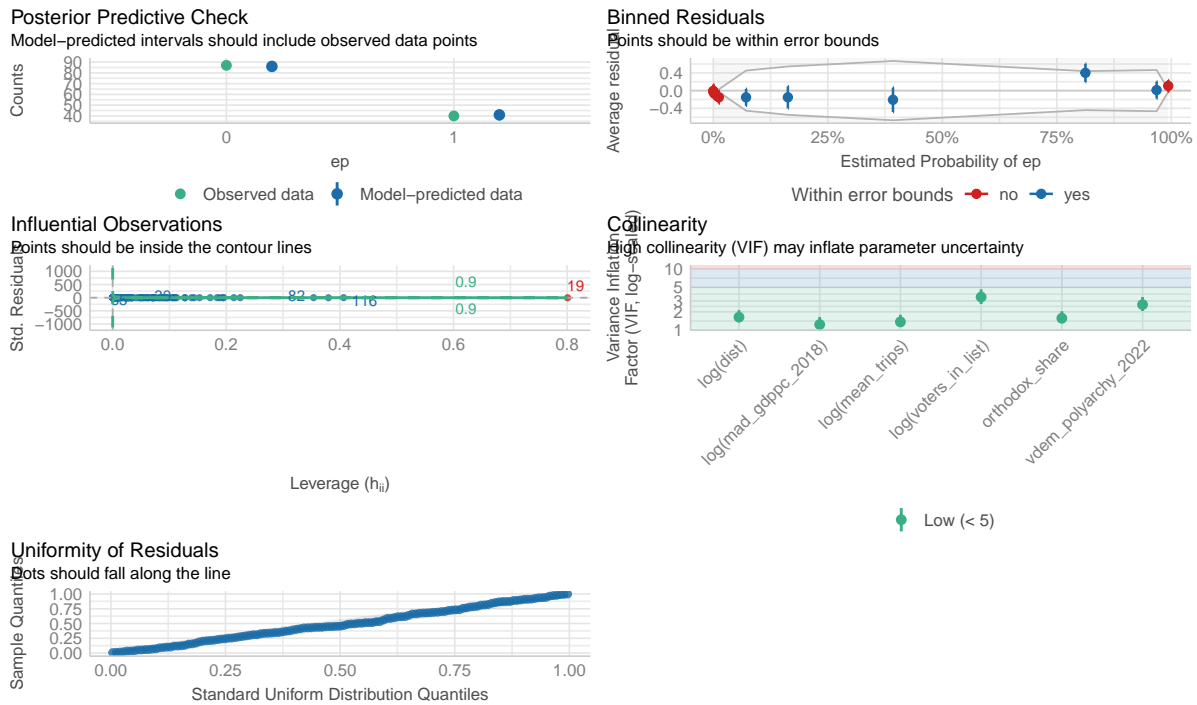 Posterior Predictive Check
Model−predicted intervals should include observed data points
Counts
90
80
70
60
50
40
0
1
ep
Observed data
Model−predicted data
Binned Residuals
Points should be within error bounds
Average residual
0.4
0.0
−0.4
0%
25%
50%
75%
100%
Estimated Probability of ep
Within error bounds
no
yes
Influential Observations
Points should be inside the contour lines
Std. Residuals
1000
500
0
−500
−1000
0.9
19
82
116
0.9
0.0
0.2
0.4
0.6
0.8
Leverage (hii)
Collinearity
High collinearity (VIF) may inflate parameter uncertainty
Variance Inflation
Factor (VIF, log−scaled)
10
5
3
2
1
log(dist)
log(mad_gdppc_2018)
log(mean_trips)
log(voters_in_list)
orthodox_share
vdem_polyarchy_2022
Low (< 5)
Uniformity of Residuals
Dots should fall along the line
Sample Quantiles
1.00
0.75
0.50
0.25
0.00
0.00
0.25
0.50
0.75
1.00
Standard Uniform Distribution Quantiles